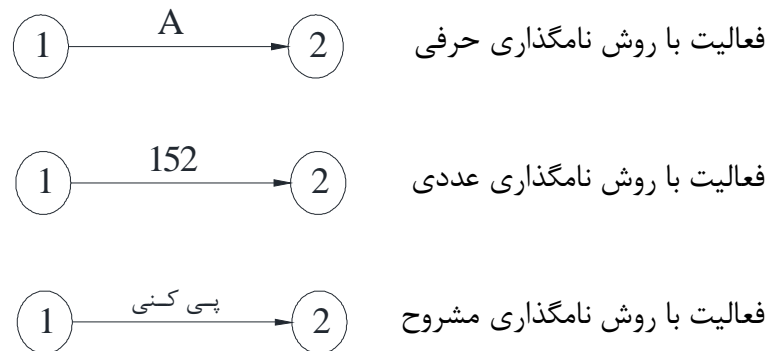 فعالیت با روش نامگذاری حرفی
1 A 2
فعالیت با روش نامگذاری عددی
1 152 2
فعالیت با روش نامگذاری مشروح
1 پی کنی 2